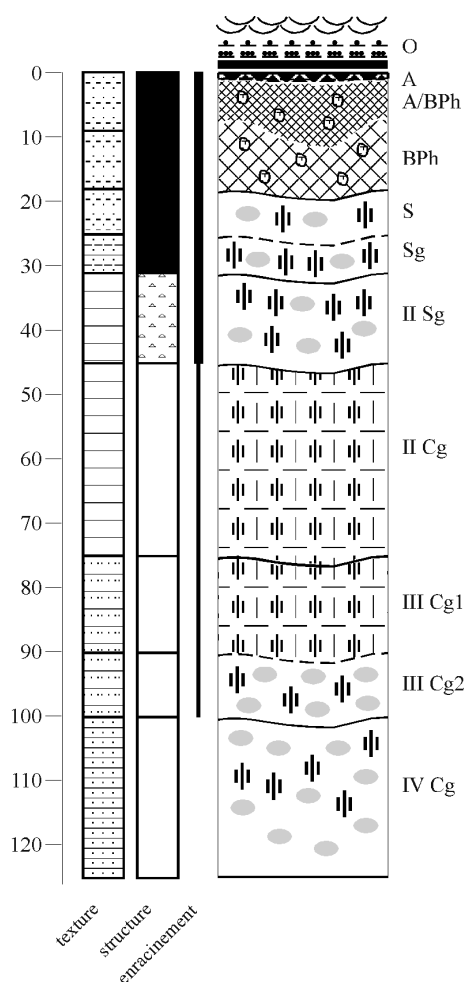 O
0
A
A/BPh
10
BPh
20
S
Sg
30
II Sg
40
50
II Cg
60
70
80
III Cg1
90
III Cg2
100
110
IV Cg
120
texture
structure
enracinement